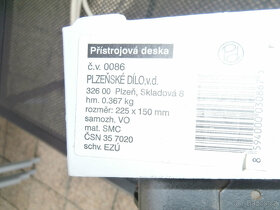 Přístrojová deska
č.v. 0086
PLZEŇSKÉ DÍLO.v.d.
326 00 Plzeň, Skladová 8
hm. 0.367 kg
rozměr: 225 x 150 mm
samozh. VO
mat. SMC
ČSN 35 7020
schv. EZÚ